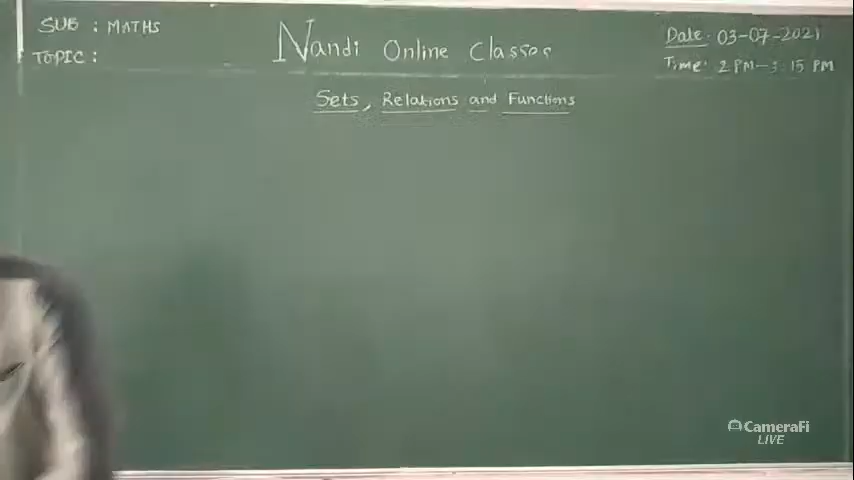 SUB : MATHS
TOPIC :
Nandi Online Classes
Date: 03-07-2021
Time: 2 PM-3:15 PM
Sets, Relations and Functions
CameraFi
LIVE